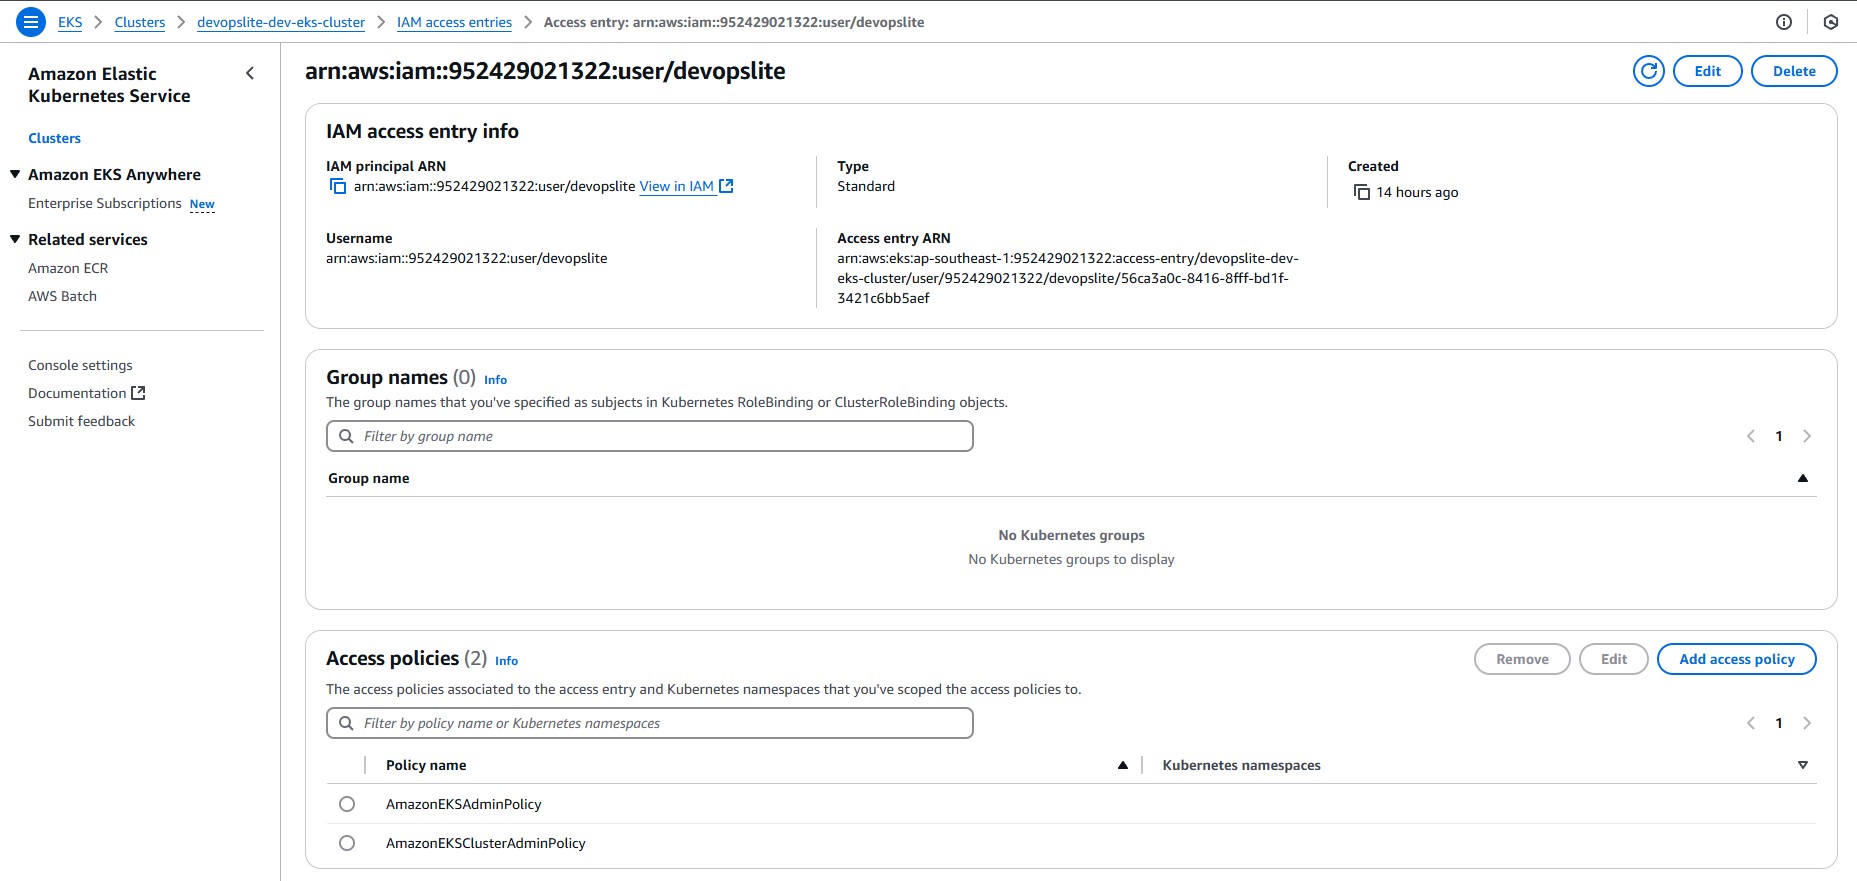 EKS
Clusters
devopslite-dev-eks-cluster
IAM access entries
Access entry: arn:aws:iam::952429021322:user/devopslite
Amazon Elastic
Kubernetes Service
Clusters
Amazon EKS Anywhere
Enterprise Subscriptions New
Related services
Amazon ECR
AWS Batch
Console settings
Documentation
Submit feedback
arn:aws:iam::952429021322:user/devopslite
Edit
Delete
IAM access entry info
IAM principal ARN
arn:aws:iam::952429021322:user/devopslite View in IAM
Type
Standard
Created
14 hours ago
Username
arn:aws:iam::952429021322:user/devopslite
Access entry ARN
arn:aws:eks:ap-southeast-1:952429021322:access-entry/devopslite-dev-
eks-cluster/user/952429021322/devopslite/56ca3a0c-8416-8fff-bd1f-
3421c6bb5aef
Group names (0) Info
The group names that you've specified as subjects in Kubernetes RoleBinding or ClusterRoleBinding objects.
Filter by group name
1
Group name
No Kubernetes groups
No Kubernetes groups to display
Access policies (2) Info
Remove
Edit
Add access policy
The access policies associated to the access entry and Kubernetes namespaces that you've scoped the access policies to.
Filter by policy name or Kubernetes namespaces
1
Policy name
Kubernetes namespaces
AmazonEKSAdminPolicy
AmazonEKSClusterAdminPolicy